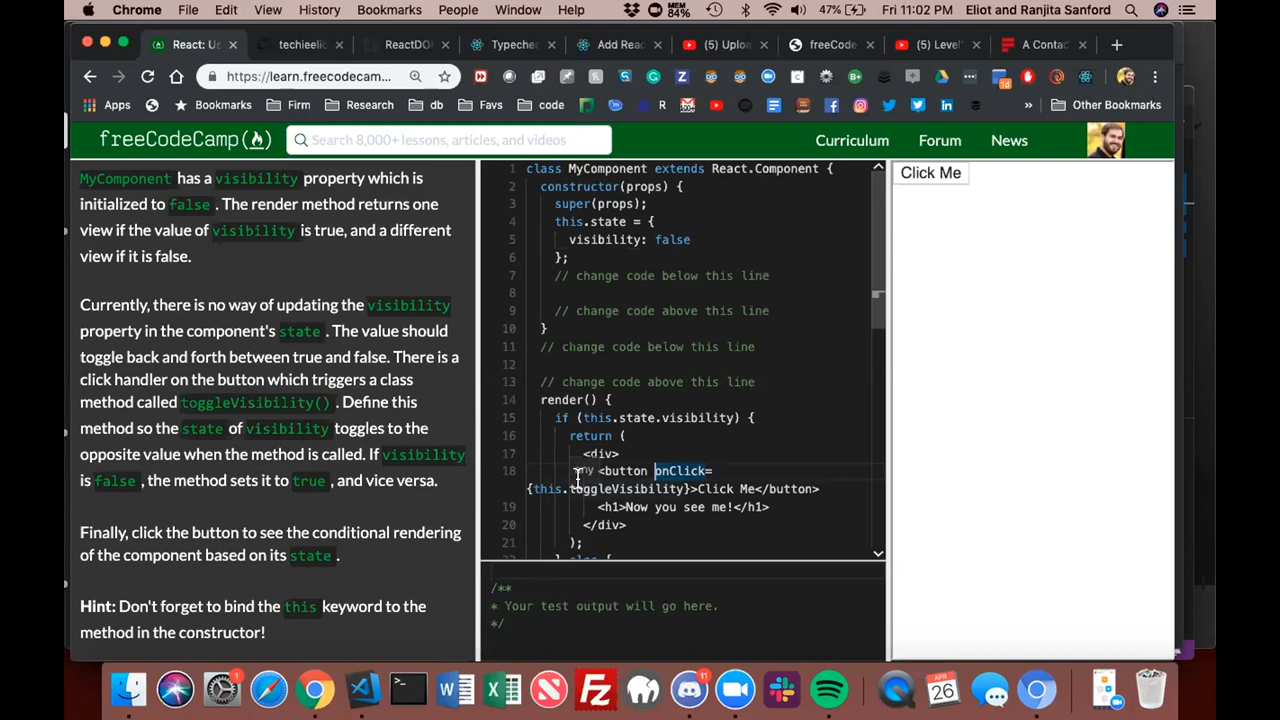 Chrome File Edit View History Bookmarks People Window Help MEM 84% 47% Fri 11:02 PM Eliot and Ranjita Sanford
React: Us techieelic ReactDOM Typeche Add Reac (5) Uploa freeCode (5) Level A Contac
https://learn.freecodecam...
Apps Bookmarks Firm Research db Favs code R Other Bookmarks
freeCodeCamp Search 8,000+ lessons, articles, and videos Curriculum Forum News
MyComponent has a visibility property which is
initialized to false . The render method returns one
view if the value of visibility is true, and a different
view if it is false.
Currently, there is no way of updating the visibility
property in the component's state . The value should
toggle back and forth between true and false. There is a
click handler on the button which triggers a class
method called toggleVisibility() . Define this
method so the state of visibility toggles to the
opposite value when the method is called. If visibility
is false , the method sets it to true , and vice versa.
Finally, click the button to see the conditional rendering
of the component based on its state .
Hint: Don't forget to bind the this keyword to the
method in the constructor!
1 class MyComponent extends React.Component {
2 constructor(props) {
3 super(props);
4 this.state = {
5 visibility: false
6 };
7 // change code below this line
8
9 // change code above this line
10 }
11 // change code below this line
12
13 // change code above this line
14 render() {
15 if (this.state.visibility) {
16 return (
17 <div>
18 <button onClick=
{this.toggleVisibility}>Click Me</button>
19 <h1>Now you see me!</h1>
20 </div>
21 );
} else {
/**
* Your test output will go here.
*/
Click Me
1 11 APR 26